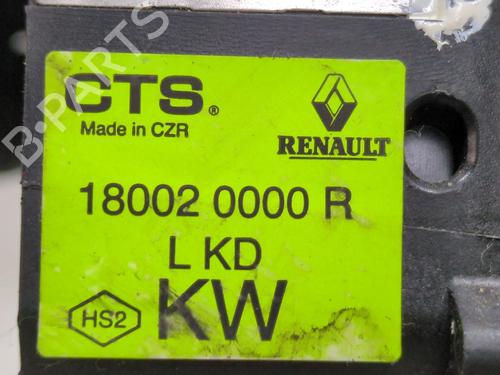 CTS®
Made in CZR
RENAULT
18002 0000 R
L KD
HS2
KW
B-PARTS